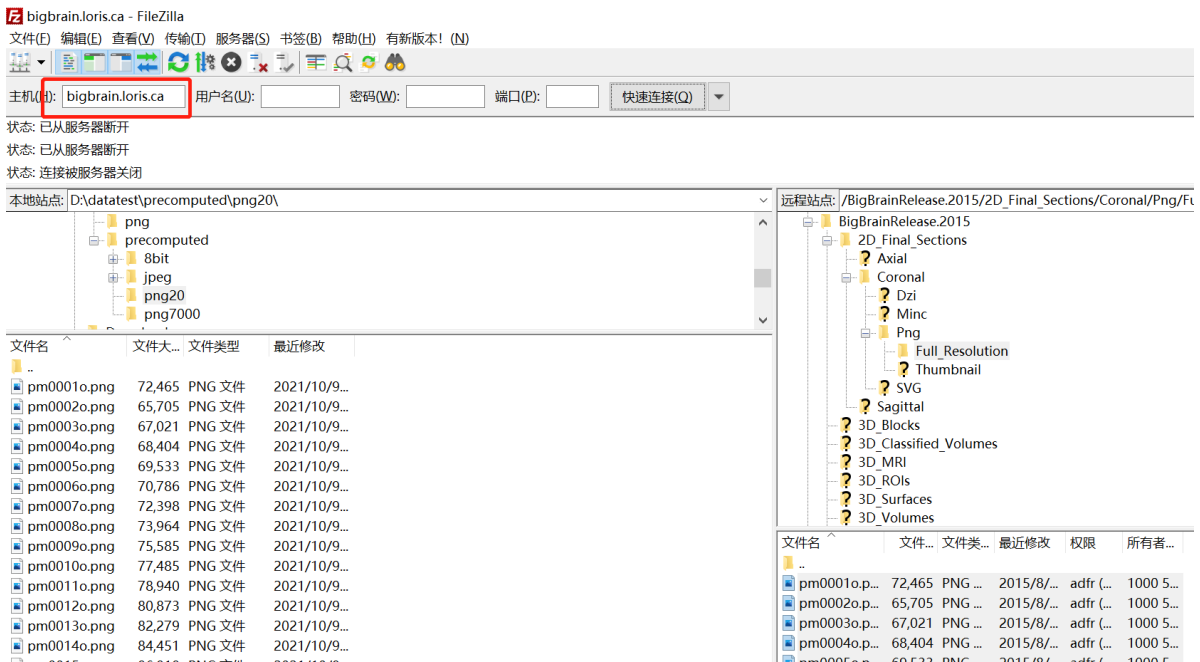 bigbrain.loris.ca - FileZilla
文件(F) 编辑(E) 查看(V) 传输(T) 服务器(S) 书签(B) 帮助(H) 有新版本! (N)
主机(H): bigbrain.loris.ca 用户名(U): 密码(W): 端口(P): 快速连接(Q)
状态: 已从服务器断开
状态: 已从服务器断开
状态: 连接被服务器关闭
本地站点: D:\datatest\precomputed\png20\
png
precomputed
8bit
jpeg
png20
png7000
文件名 文件大... 文件类型 最近修改
..
pm0001o.png 72,465 PNG 文件 2021/10/9...
pm0002o.png 65,705 PNG 文件 2021/10/9...
pm0003o.png 67,021 PNG 文件 2021/10/9...
pm0004o.png 68,404 PNG 文件 2021/10/9...
pm0005o.png 69,533 PNG 文件 2021/10/9...
pm0006o.png 70,786 PNG 文件 2021/10/9...
pm0007o.png 72,398 PNG 文件 2021/10/9...
pm0008o.png 73,964 PNG 文件 2021/10/9...
pm0009o.png 75,585 PNG 文件 2021/10/9...
pm0010o.png 77,485 PNG 文件 2021/10/9...
pm0011o.png 78,940 PNG 文件 2021/10/9...
pm0012o.png 80,873 PNG 文件 2021/10/9...
pm0013o.png 82,279 PNG 文件 2021/10/9...
pm0014o.png 84,451 PNG 文件 2021/10/9...
远程站点: /BigBrainRelease.2015/2D_Final_Sections/Coronal/Png/Fu
BigBrainRelease.2015
2D_Final_Sections
Axial
Coronal
Dzi
Minc
Png
Full_Resolution
Thumbnail
SVG
Sagittal
3D_Blocks
3D_Classified_Volumes
3D_MRI
3D_ROIs
3D_Surfaces
3D_Volumes
文件名 文件... 文件类... 最近修改 权限 所有者...
..
pm0001o.p... 72,465 PNG ... 2015/8/... adfr (... 1000 5...
pm0002o.p... 65,705 PNG ... 2015/8/... adfr (... 1000 5...
pm0003o.p... 67,021 PNG ... 2015/8/... adfr (... 1000 5...
pm0004o.p... 68,404 PNG ... 2015/8/... adfr (... 1000 5...